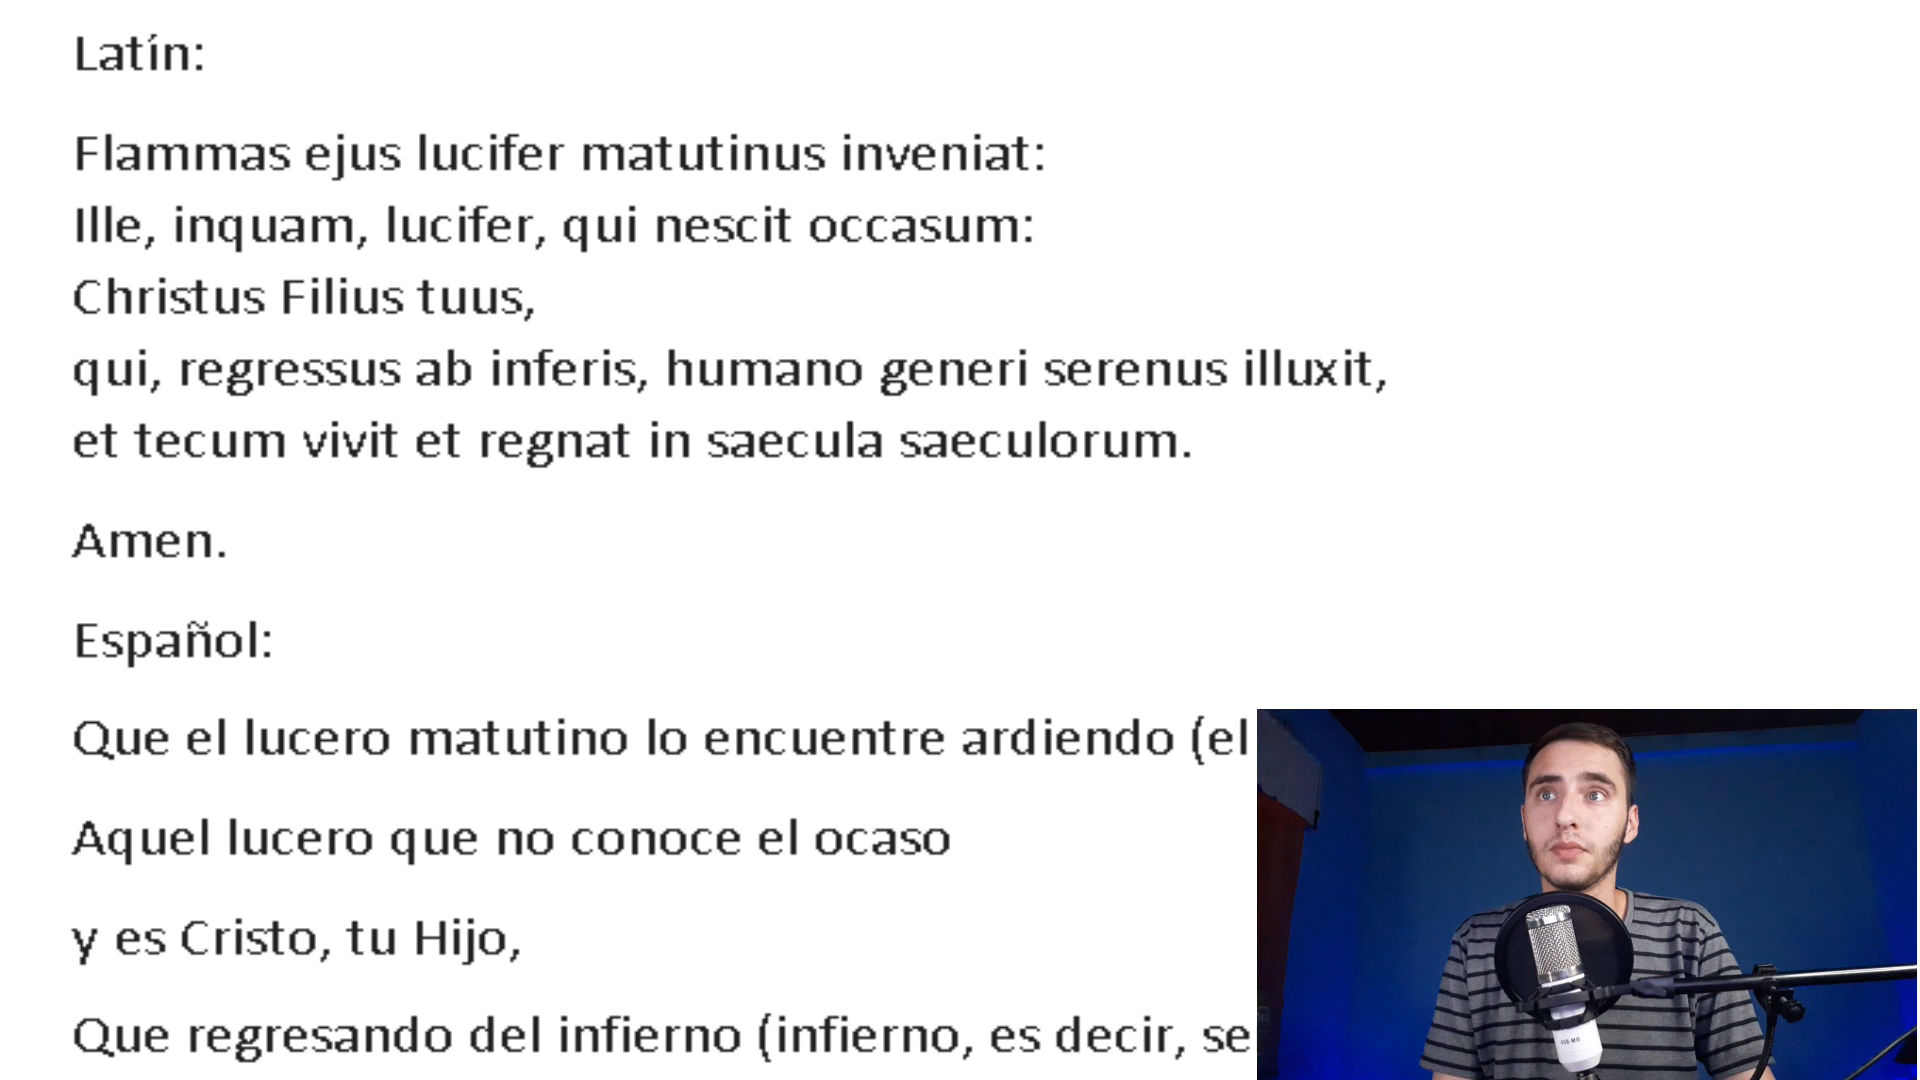 Latín:
Flammas ejus lucifer matutinus inveniat:
Ille, inquam, lucifer, qui nescit occasum:
Christus Filius tuus,
qui, regressus ab inferis, humano generi serenus illuxit,
et tecum vivit et regnat in saecula saeculorum.
Amen.
Español:
Que el lucero matutino lo encuentre ardiendo (el
Aquel lucero que no conoce el ocaso
y es Cristo, tu Hijo,
Que regresando del infierno (infierno, es decir, se